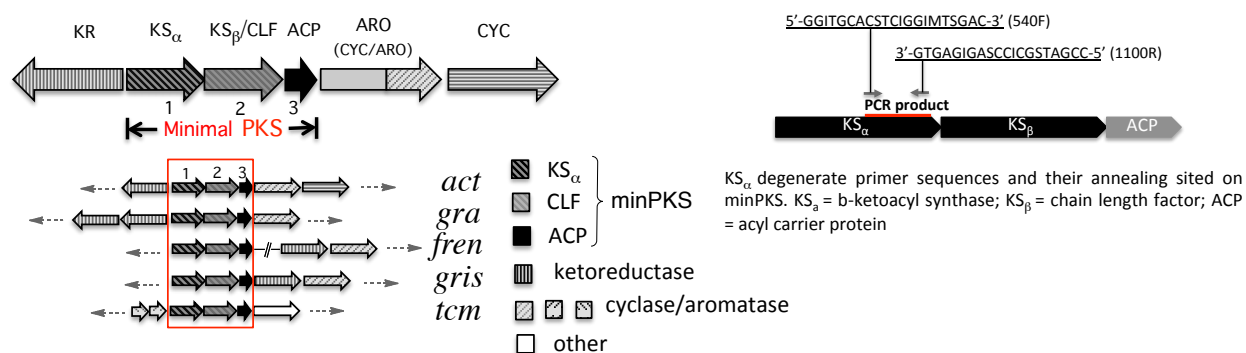 KR KSα KSβ/CLF ACP ARO (CYC/ARO) CYC
1 2 3
Minimal PKS
1 2 3
act
gra
fren
gris
tcm
KSα
CLF
ACP
minPKS
ketoreductase
cyclase/aromatase
other
5’-GGITGCACSTCIGGIMTSGAC-3’ (540F)
3’-GTGAGIGASCCICGSTAGCC-5’ (1100R)
PCR product
KSα KSβ ACP
KSα degenerate primer sequences and their annealing sited on
minPKS. KSa = b-ketoacyl synthase; KSβ = chain length factor; ACP
= acyl carrier protein